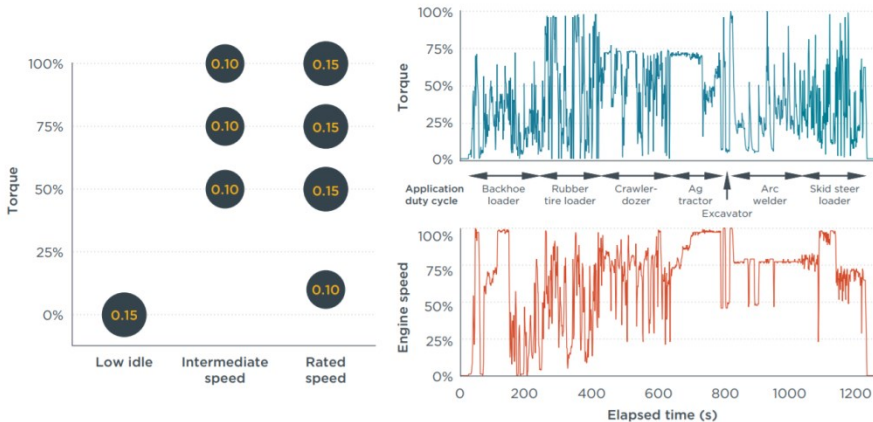 Torque
100%
75%
50%
25%
0%
0.10
0.15
0.10
0.15
0.10
0.15
0.10
0.15
Low idle
Intermediate
speed
Rated
speed
Torque
100%
75%
50%
25%
0%
Application
duty cycle
Backhoe
loader
Rubber
tire loader
Crawler-
dozer
Ag
tractor
Excavator
Arc
welder
Skid steer
loader
Engine speed
100%
75%
50%
25%
0%
0
200
400
600
800
1000
1200
Elapsed time (s)